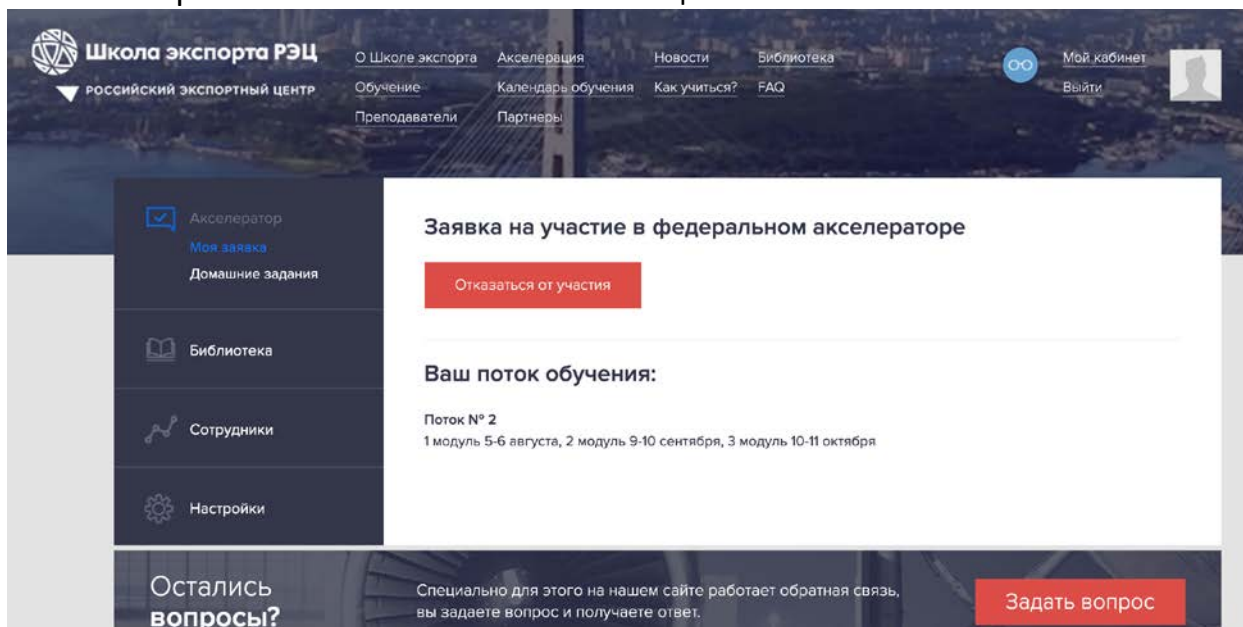 Школа экспорта РЭЦ
РОССИЙСКИЙ ЭКСПОРТНЫЙ ЦЕНТР
О Школе экспорта Акселерация Новости Библиотека
Обучение Календарь обучения Как учиться? FAQ
Преподаватели Партнеры
Мой кабинет
Выйти
Акселератор
Моя заявка
Домашние задания
Библиотека
Сотрудники
Настройки
Заявка на участие в федеральном акселераторе
Отказаться от участия
Ваш поток обучения:
Поток № 2
1 модуль 5-6 августа, 2 модуль 9-10 сентября, 3 модуль 10-11 октября
Остались
вопросы?
Специально для этого на нашем сайте работает обратная связь,
вы задаете вопрос и получаете ответ.
Задать вопрос